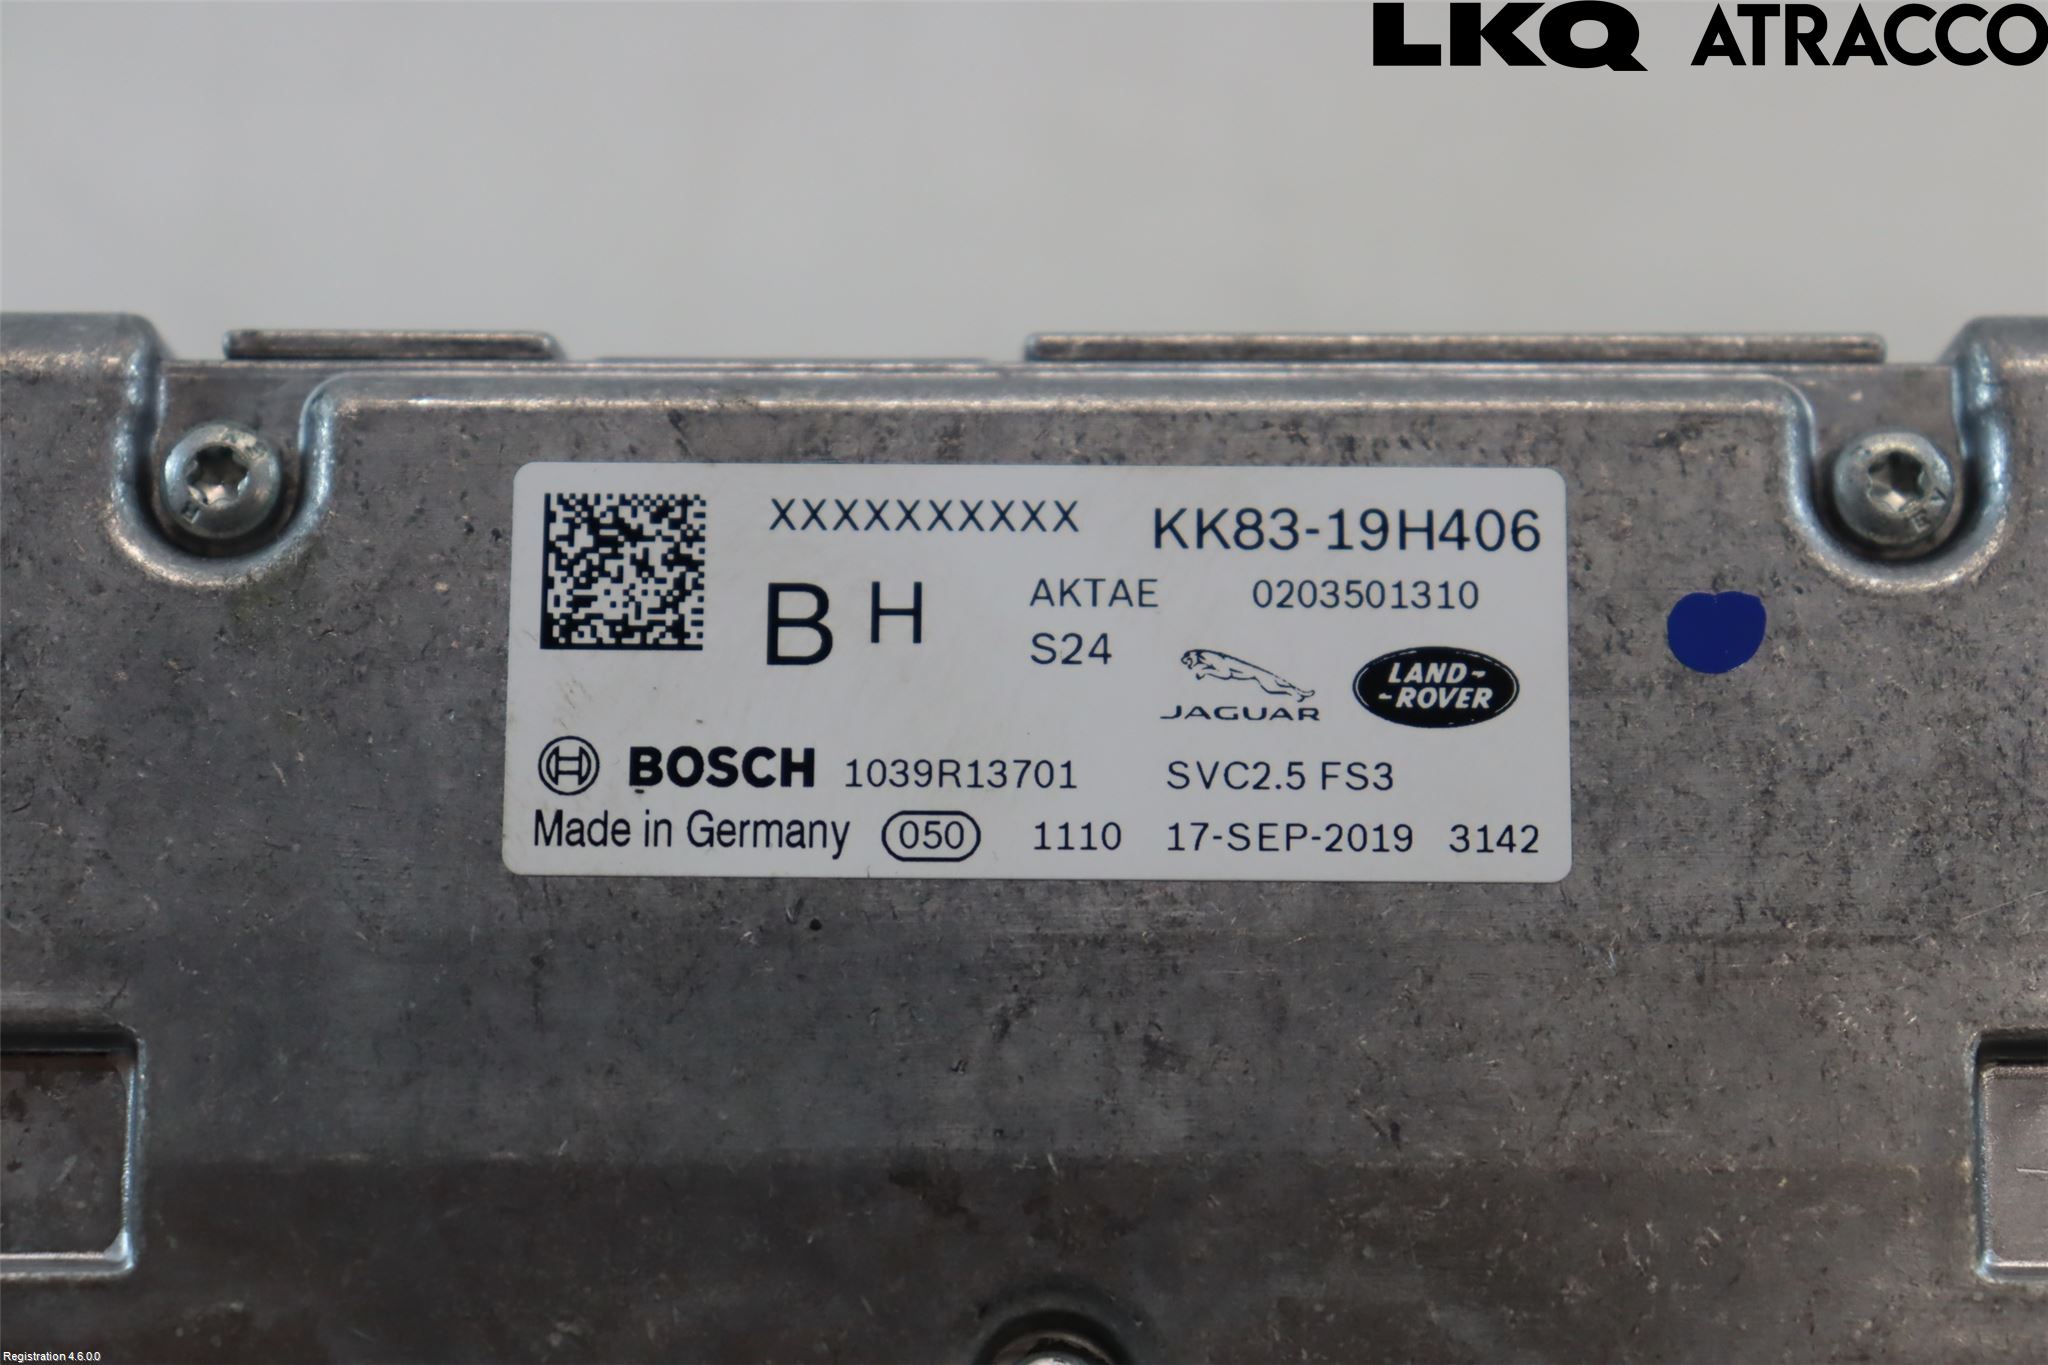 LKQ ATRACCO
XXXXXXXXXX KK83-19H406
B H AKTAE 0203501310
S24
JAGUAR
LAND-
-ROVER
BOSCH 1039R13701 SVC2.5 FS3
Made in Germany 050 1110 17-SEP-2019 3142
Registration 4.6.0.0